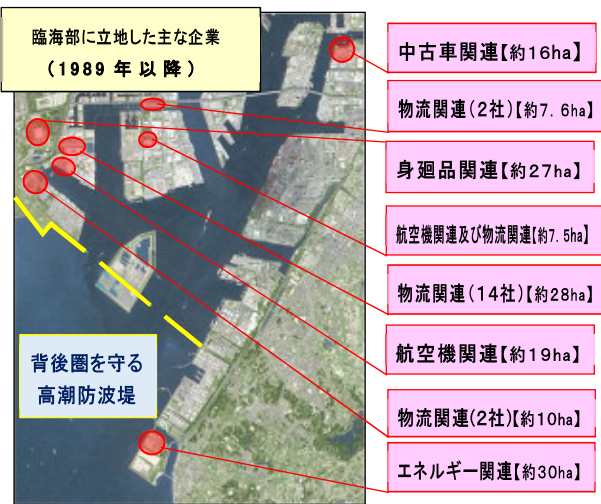 臨海部に立地した主な企業
(1989年以降)
中古車関連【約16ha】
物流関連(2社)【約7.6ha】
身廻品関連【約27ha】
航空機関連及び物流関連【約7.5ha】
物流関連(14社)【約28ha】
航空機関連【約19ha】
物流関連(2社)【約10ha】
エネルギー関連【約30ha】
背後圏を守る
高潮防波堤